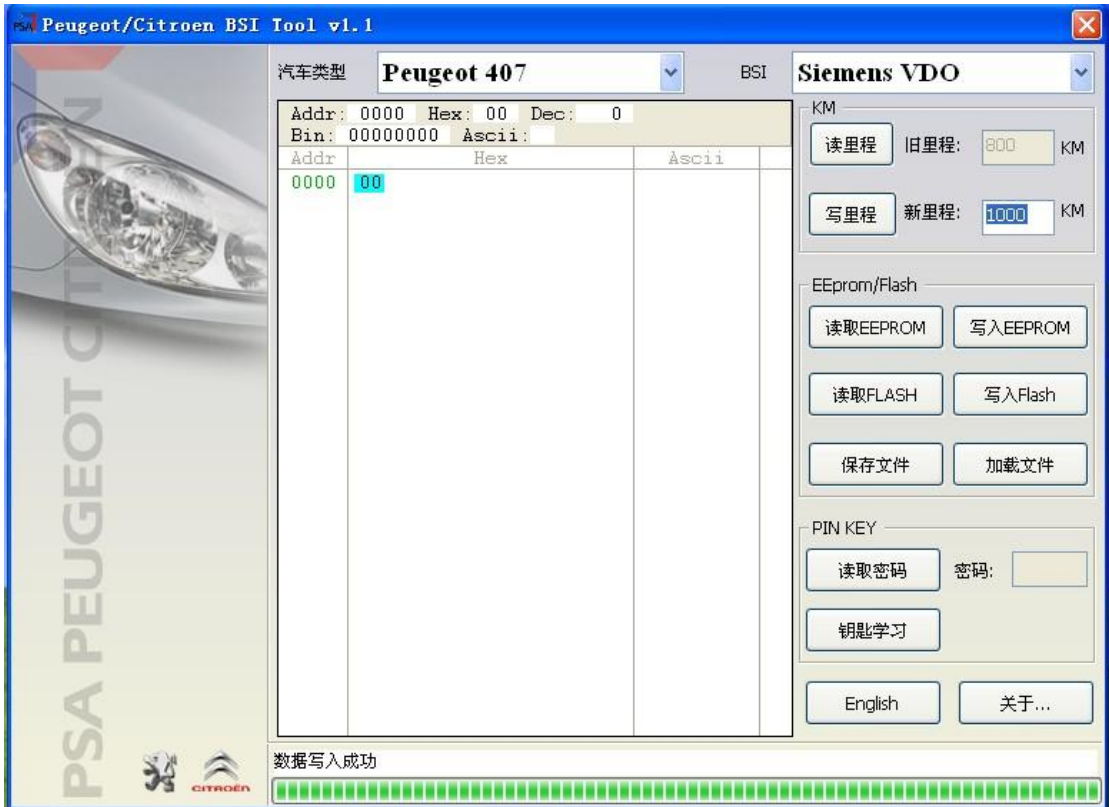 Peugeot/Citroen BSI Tool v1.1
汽车类型 Peugeot 407 BSI Siemens VDO
Addr: 0000 Hex: 00 Dec: 0
Bin: 00000000 Ascii:
Addr Hex Ascii
0000 00
KM
读里程 旧里程: 800 KM
写里程 新里程: 1000 KM
EEprom/Flash
读取EEPROM 写入EEPROM
读取FLASH 写入Flash
保存文件 加载文件
PIN KEY
读取密码 密码:
钥匙学习
English 关于...
PSA PEUGEOT CITROEN
CITROËN
数据写入成功